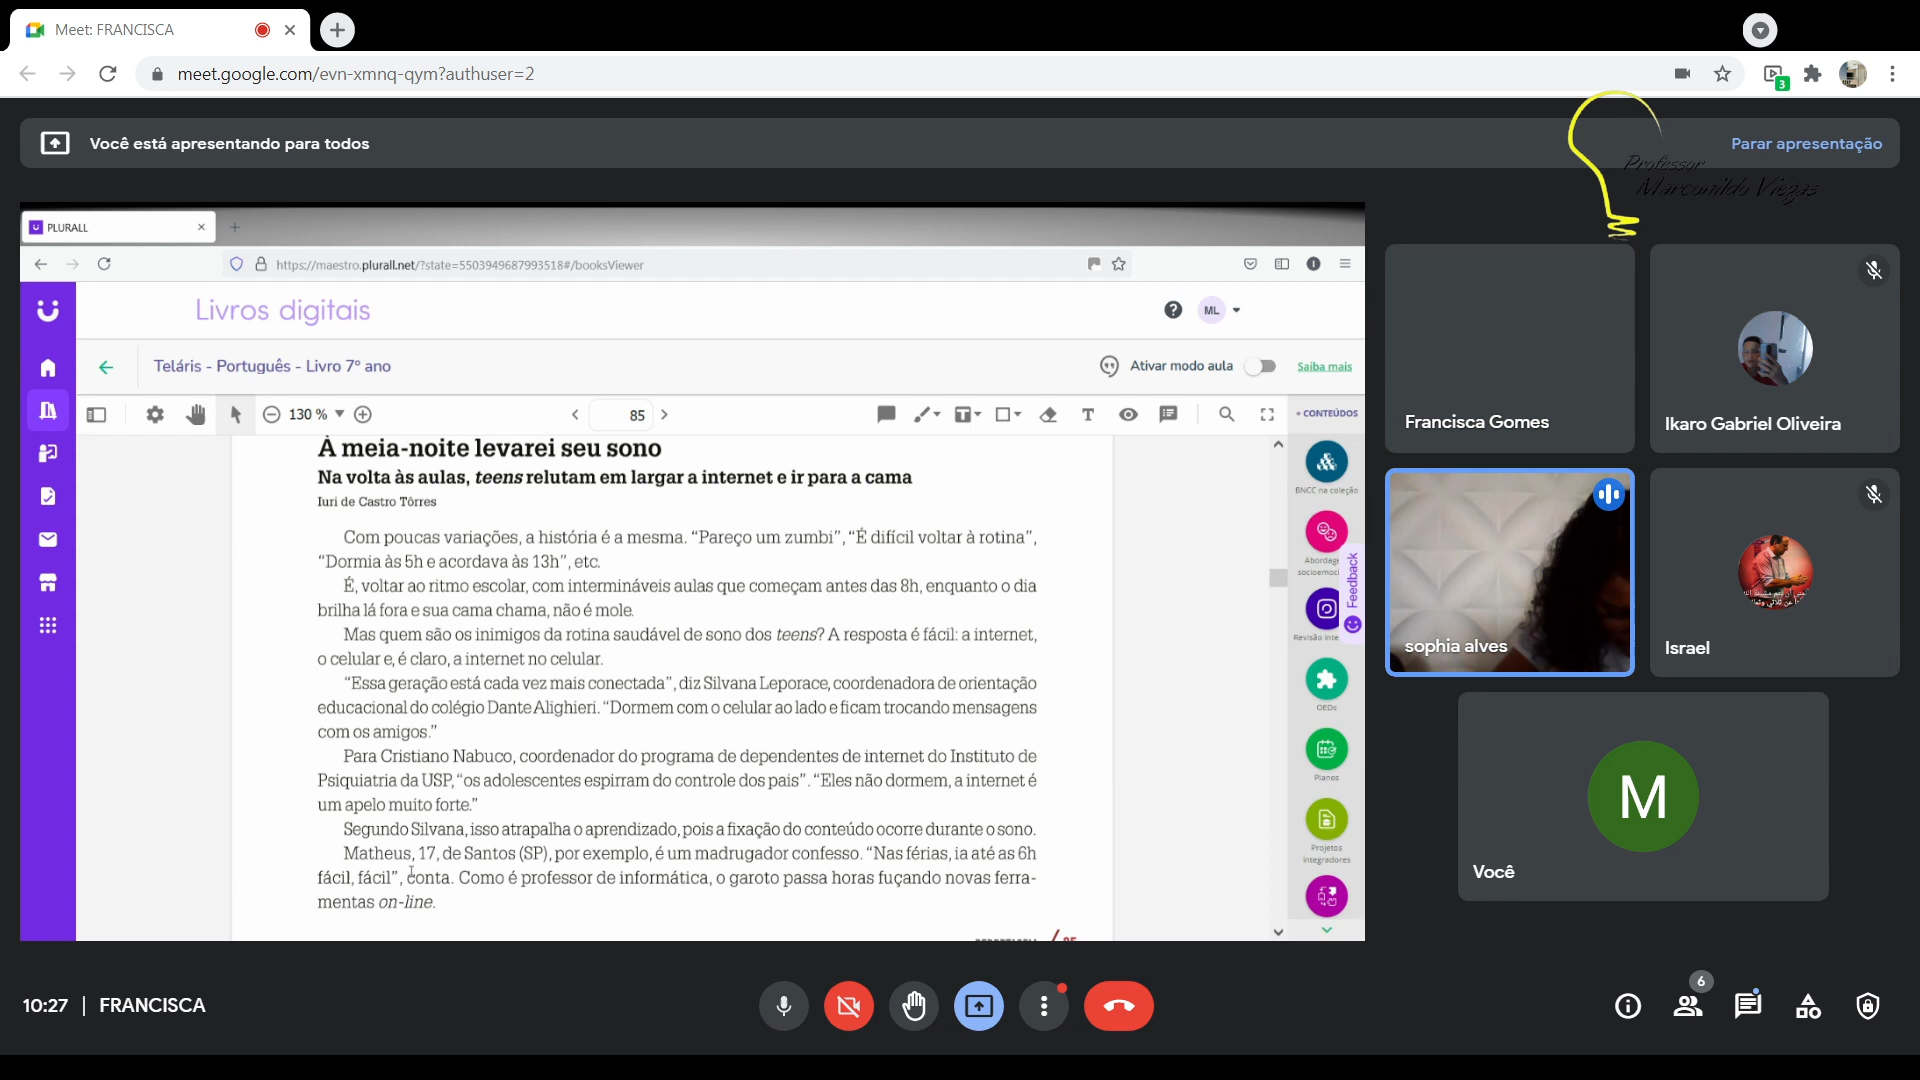 Meet: FRANCISCA
meet.google.com/evn-xmnq-qym?authuser=2
3
Você está apresentando para todos
Parar apresentação
Professor
Marconildo Viegas
PLURALL
https://maestro.plurall.net/?state=5503949687993518#/booksViewer
Livros digitais
ML
Teláris - Português - Livro 7º ano
Ativar modo aula
Saiba mais
130 %
85
+ CONTEÚDOS
À meia-noite levarei seu sono
Na volta às aulas, teens relutam em largar a internet e ir para a cama
Iuri de Castro Tôrres
Com poucas variações, a história é a mesma. “Pareço um zumbi”, “É difícil voltar à rotina”,
“Dormia às 5h e acordava às 13h”, etc.
É, voltar ao ritmo escolar, com intermináveis aulas que começam antes das 8h, enquanto o dia
brilha lá fora e sua cama chama, não é mole.
Mas quem são os inimigos da rotina saudável de sono dos teens? A resposta é fácil: a internet,
o celular e, é claro, a internet no celular.
“Essa geração está cada vez mais conectada”, diz Silvana Leporace, coordenadora de orientação
educacional do colégio Dante Alighieri. “Dormem com o celular ao lado e ficam trocando mensagens
com os amigos.”
Para Cristiano Nabuco, coordenador do programa de dependentes de internet do Instituto de
Psiquiatria da USP, “os adolescentes espirram do controle dos pais”. “Eles não dormem, a internet é
um apelo muito forte.”
Segundo Silvana, isso atrapalha o aprendizado, pois a fixação do conteúdo ocorre durante o sono.
Matheus, 17, de Santos (SP), por exemplo, é um madrugador confesso. “Nas férias, ia até as 6h
fácil, fácil”, conta. Como é professor de informática, o garoto passa horas fuçando novas ferra-
mentas on-line.
BNCC na coleção
Abordage
socioemoci
Revisão inte
OEDs
Planos
Projetos
Integradores
Feedback
Francisca Gomes
Ikaro Gabriel Oliveira
sophia alves
Israel
M
Você
10:27 | FRANCISCA
6